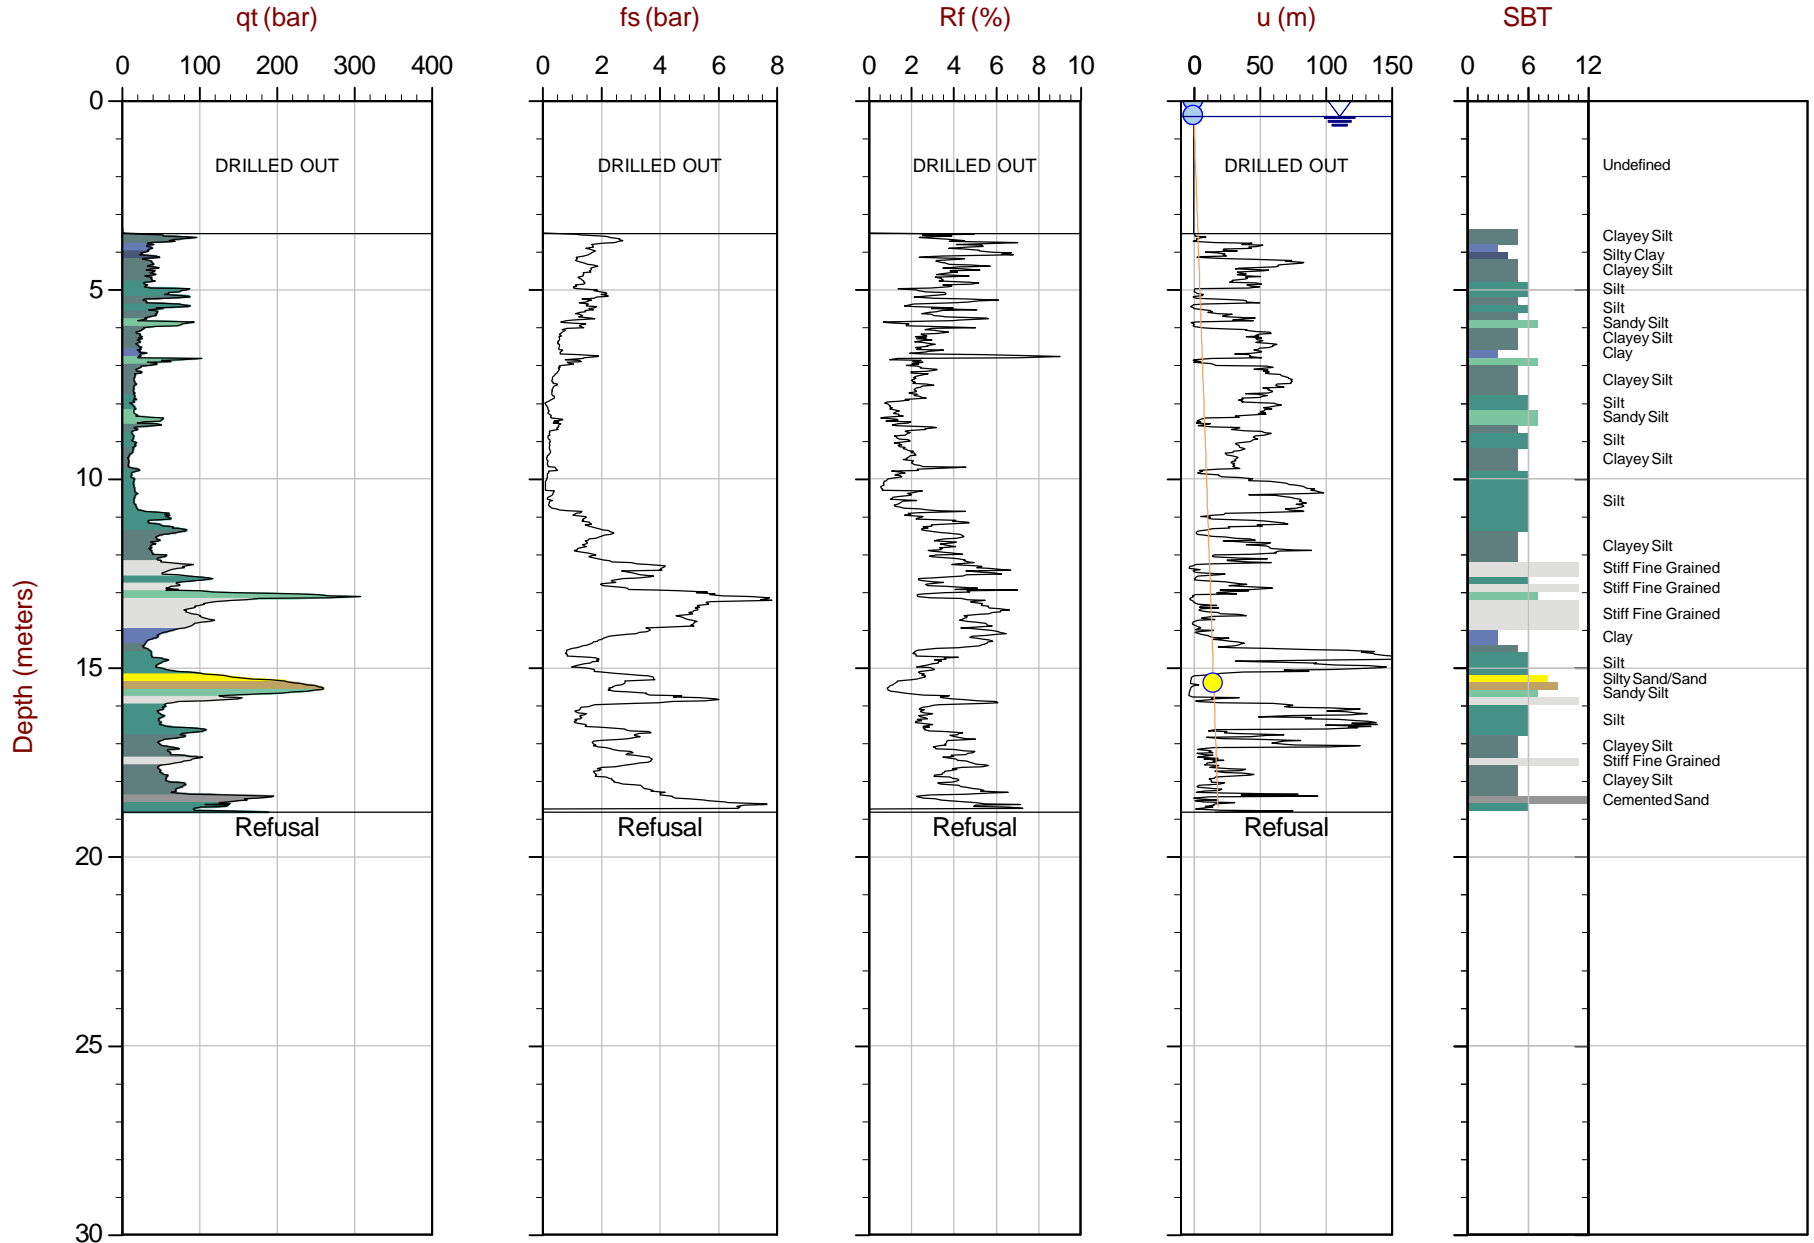 qt (bar)
fs (bar)
Rf (%)
u (m)
SBT
0 100 200 300 400
0 2 4 6 8
0 2 4 6 8 10
0 50 100 150
0 6 12
0
5
10
15
20
25
30
Depth (meters)
DRILLED OUT
DRILLED OUT
DRILLED OUT
DRILLED OUT
Undefined
Clayey Silt
Silty Clay
Clayey Silt
Silt
Silt
Sandy Silt
Clayey Silt
Clay
Clayey Silt
Silt
Sandy Silt
Silt
Clayey Silt
Silt
Clayey Silt
Stiff Fine Grained
Stiff Fine Grained
Clay
Silt
Silty Sand/Sand
Sandy Silt
Silt
Clayey Silt
Stiff Fine Grained
Clayey Silt
Cemented Sand
Refusal
Refusal
Refusal
Refusal